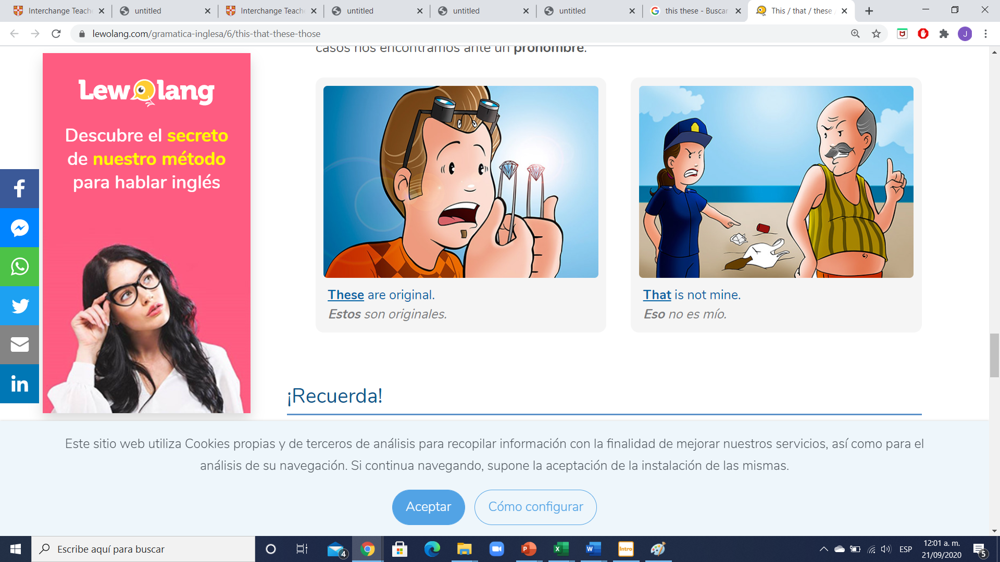 Interchange Teache
untitled
Interchange Teache
untitled
untitled
untitled
this these - Buscar
This / that / these /
lewolang.com/gramatica-inglesa/6/this-that-these-those
J
casos nos encontramos ante un pronombre.
Lewolang
Descubre el secreto
de nuestro método
para hablar inglés
These are original.
Estos son originales.
That is not mine.
Eso no es mío.
¡Recuerda!
Este sitio web utiliza Cookies propias y de terceros de análisis para recopilar información con la finalidad de mejorar nuestros servicios, así como para el
análisis de su navegación. Si continua navegando, supone la aceptación de la instalación de las mismas.
Aceptar
Cómo configurar
Escribe aquí para buscar
4
Intro
ESP
12:01 a. m.
21/09/2020
5